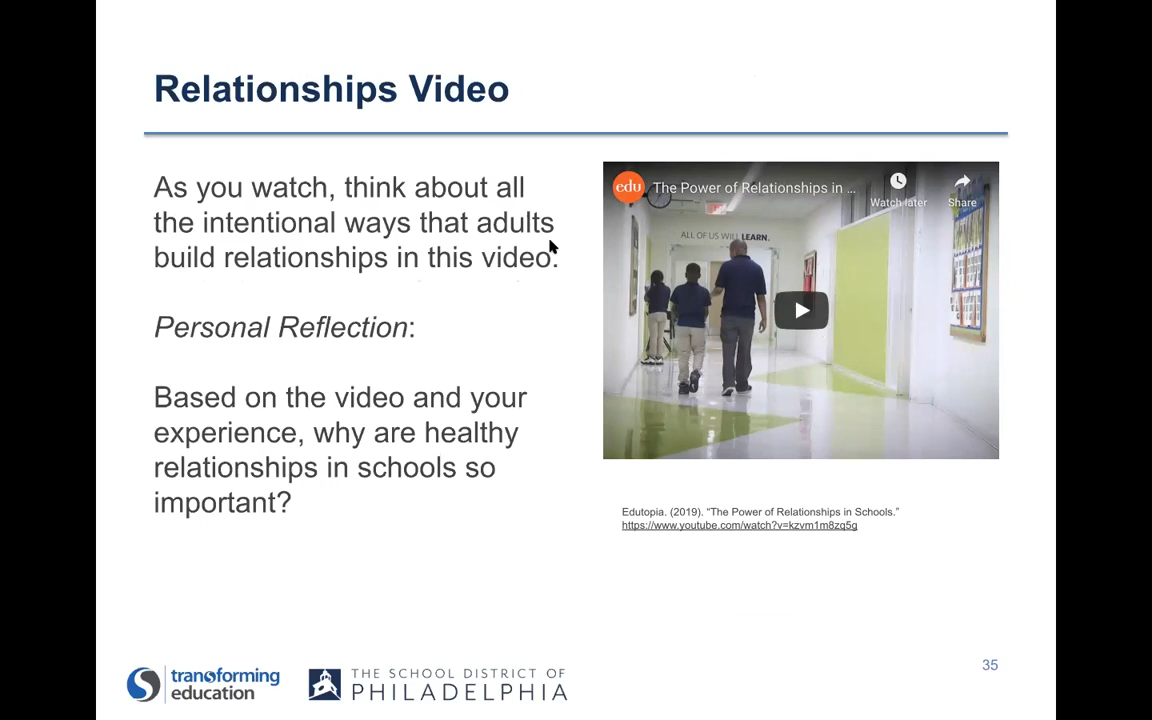 Relationships Video
As you watch, think about all
the intentional ways that adults
build relationships in this video.
Personal Reflection:
Based on the video and your
experience, why are healthy
relationships in schools so
important?
edu
The Power of Relationships in ...
Watch later
Share
ALL OF US WILL LEARN.
Edutopia. (2019). “The Power of Relationships in Schools.”
https://www.youtube.com/watch?v=kzvm1m8zq5g
transforming
education
THE SCHOOL DISTRICT OF
PHILADELPHIA
35